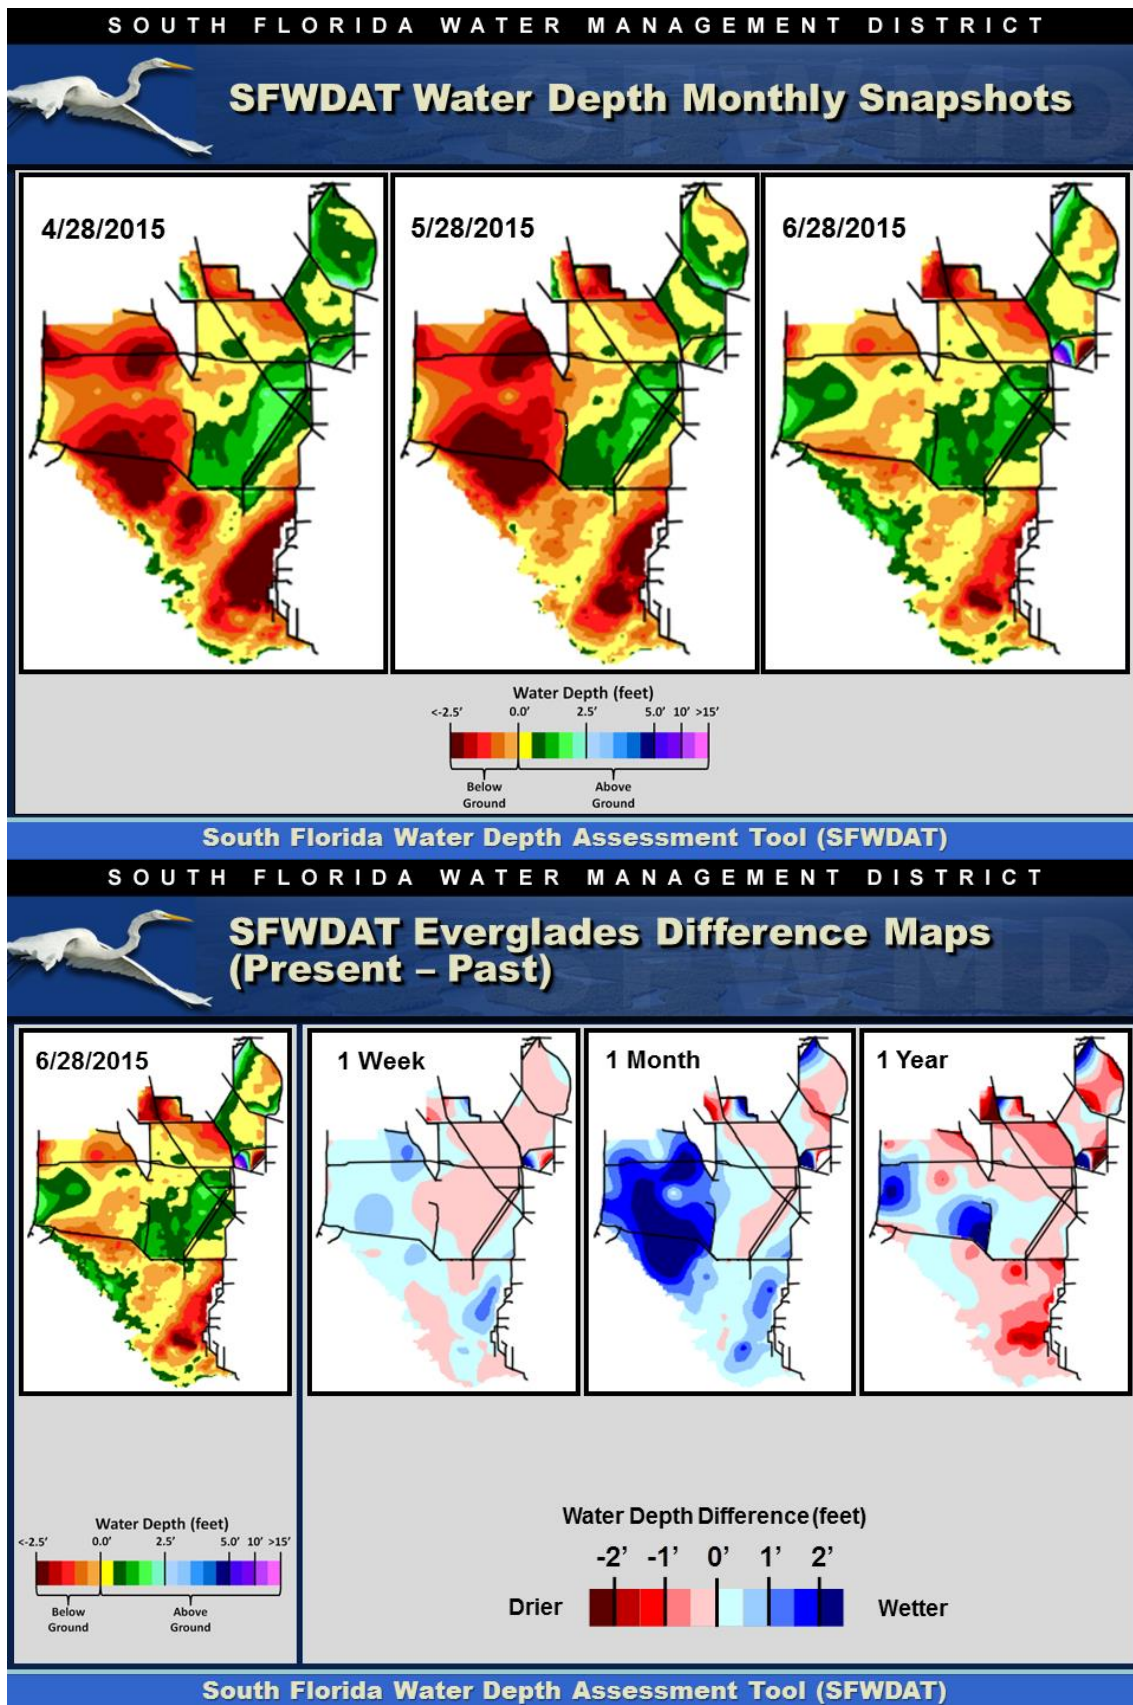 SOUTH FLORIDA WATER MANAGEMENT DISTRICT
SFWDAT Water Depth Monthly Snapshots
4/28/2015
5/28/2015
6/28/2015
Water Depth (feet)
<-2.5' 0.0' 2.5' 5.0' 10' >15'
Below Ground
Above Ground
South Florida Water Depth Assessment Tool (SFWDAT)
SOUTH FLORIDA WATER MANAGEMENT DISTRICT
SFWDAT Everglades Difference Maps
(Present – Past)
6/28/2015
1 Week
1 Month
1 Year
Water Depth (feet)
<-2.5' 0.0' 2.5' 5.0' 10' >15'
Below Ground
Above Ground
Water Depth Difference (feet)
-2' -1' 0' 1' 2'
Drier
Wetter
South Florida Water Depth Assessment Tool (SFWDAT)